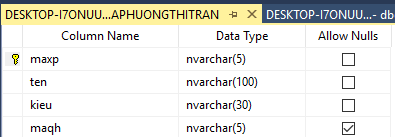 DESKTOP-I7ONUU...APHUONGTHITRAN DESKTOP-I7ONUU...- db
Column Name Data Type Allow Nulls
maxp nvarchar(5)
ten nvarchar(100)
kieu nvarchar(30)
maqh nvarchar(5)